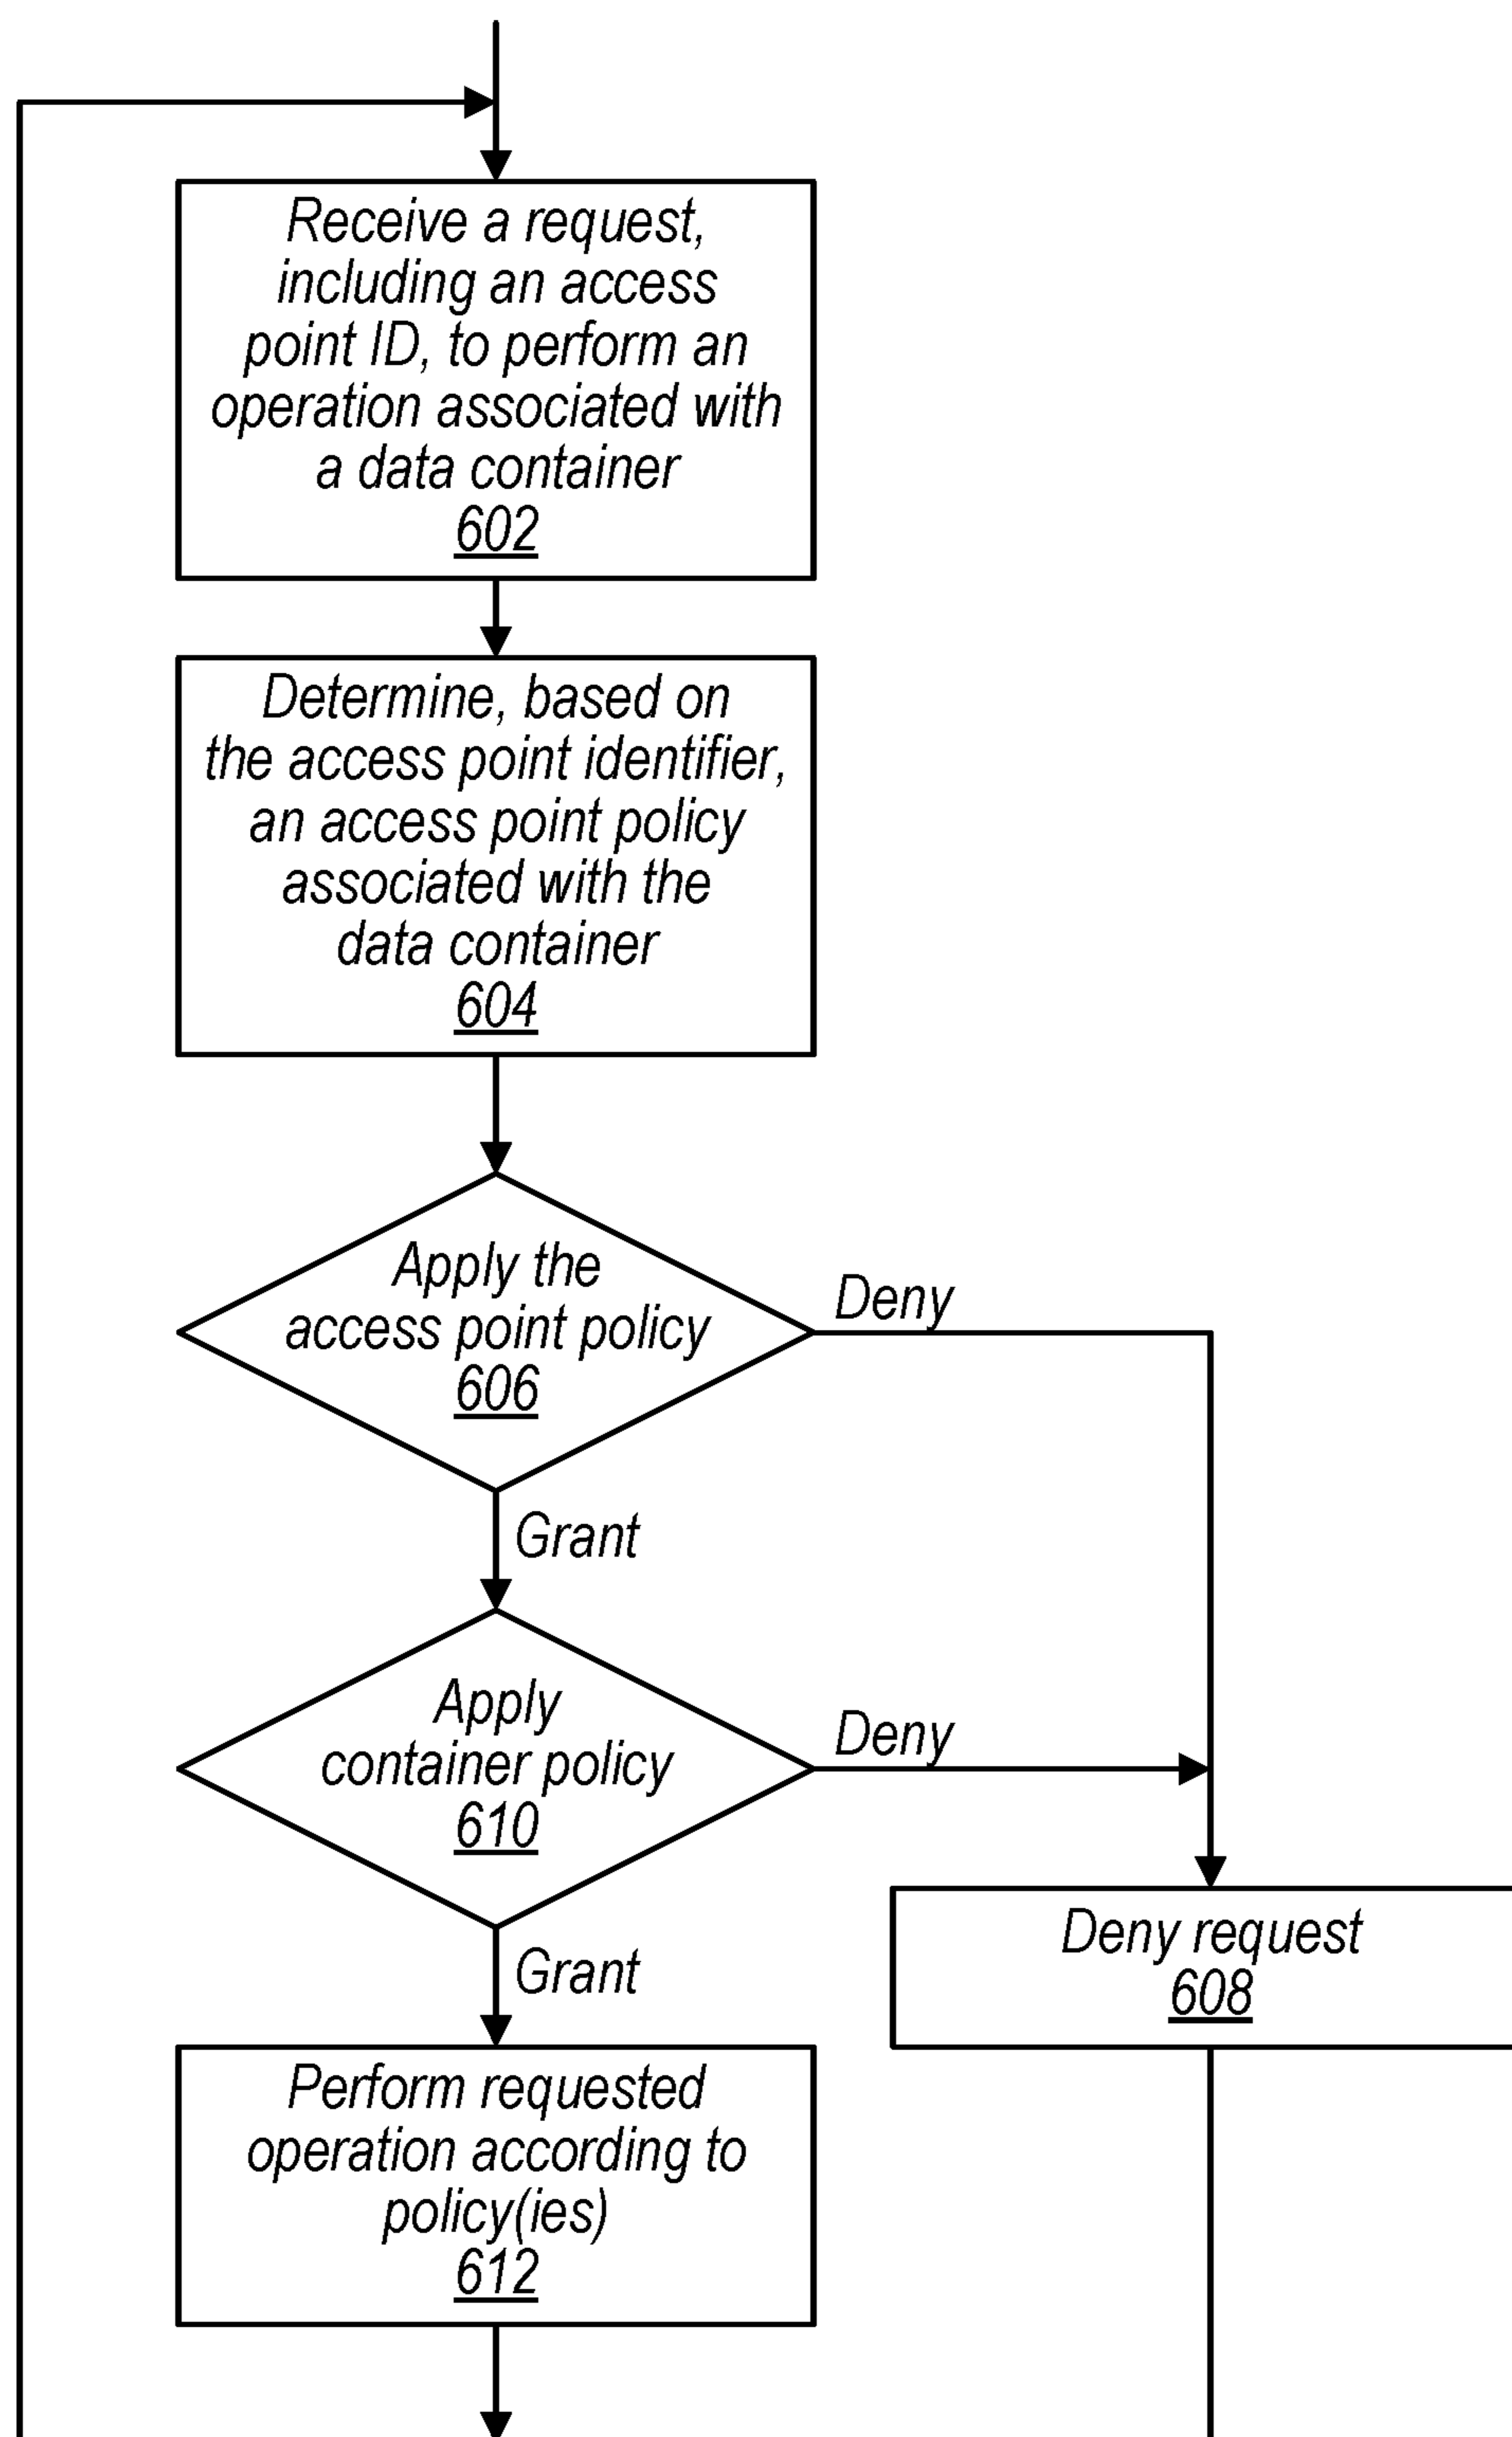 Receive a request,
including an access
point ID, to perform an
operation associated with
a data container
602
Determine, based on
the access point identifier,
an access point policy
associated with the
data container
604
Apply the
access point policy
606
Deny
Grant
Apply
container policy
610
Deny
Grant
Deny request
608
Perform requested
operation according to
policy(ies)
612